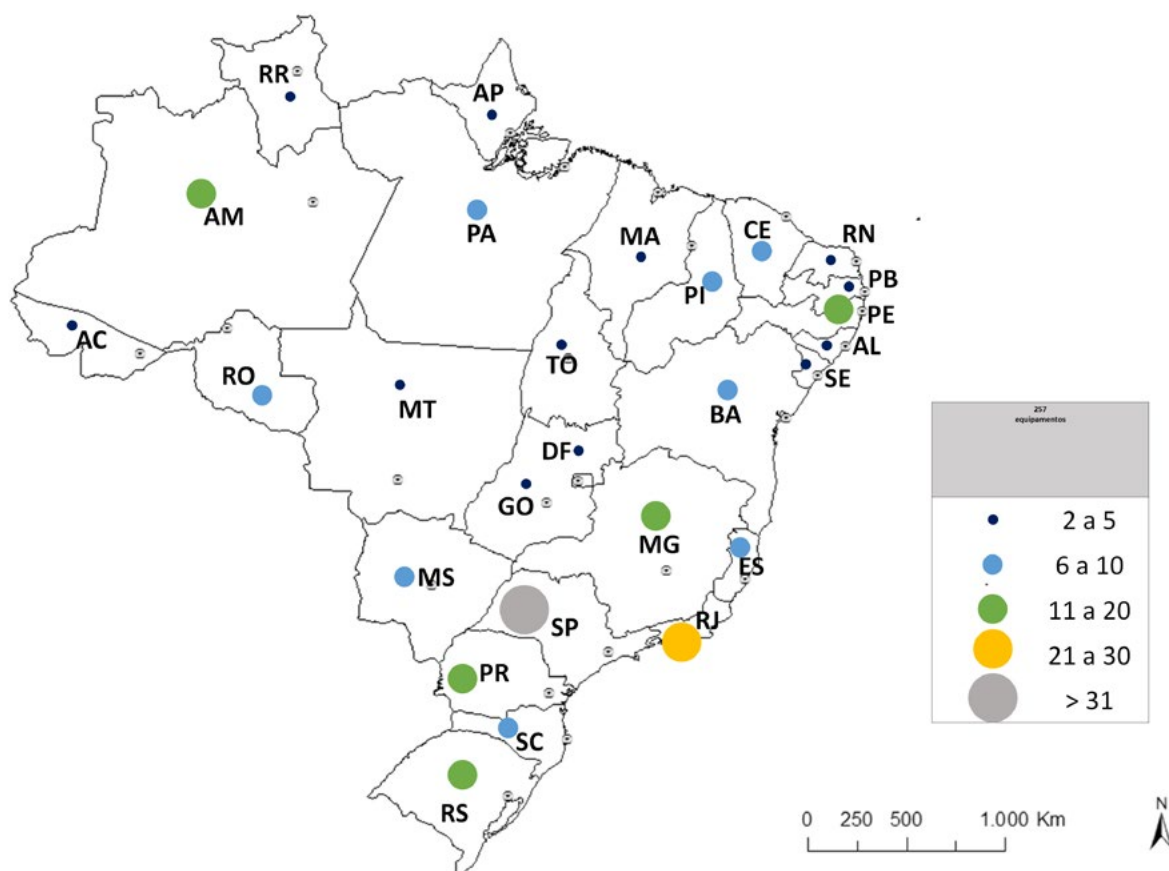 RR
AP
AM
PA
MA
CE
RN
PB
PI
PE
AC
AL
TO
SE
RO
MT
BA
DF
GO
MG
ES
MS
SP
RJ
PR
SC
RS
257
equipamentos
2 a 5
6 a 10
11 a 20
21 a 30
> 31
0 250 500 1.000 Km
N